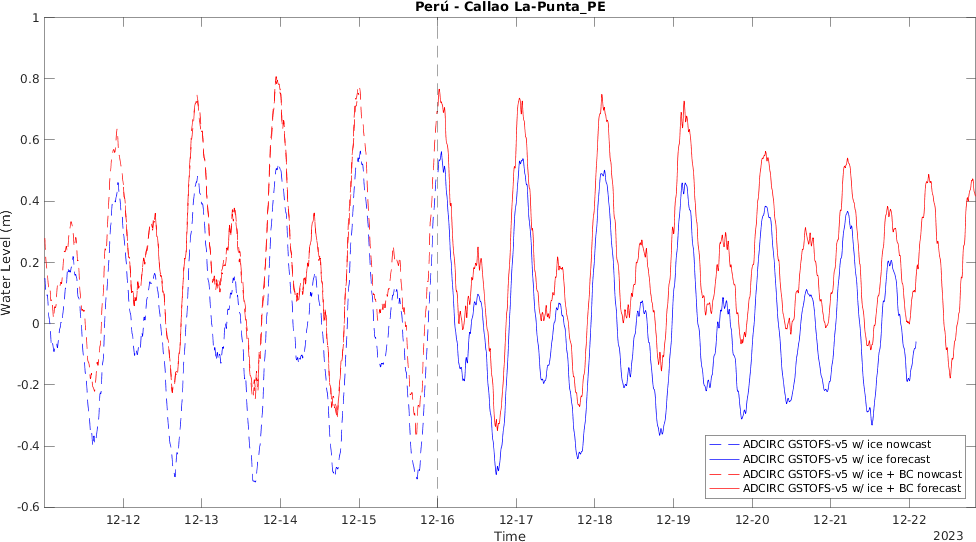 Perú - Callao La-Punta_PE
1
0.8
0.6
0.4
0.2
0
-0.2
-0.4
-0.6
Water Level (m)
12-12 12-13 12-14 12-15 12-16 12-17 12-18 12-19 12-20 12-21 12-22
Time
2023
ADCIRC GSTOFS-v5 w/ ice nowcast
ADCIRC GSTOFS-v5 w/ ice forecast
ADCIRC GSTOFS-v5 w/ ice + BC nowcast
ADCIRC GSTOFS-v5 w/ ice + BC forecast